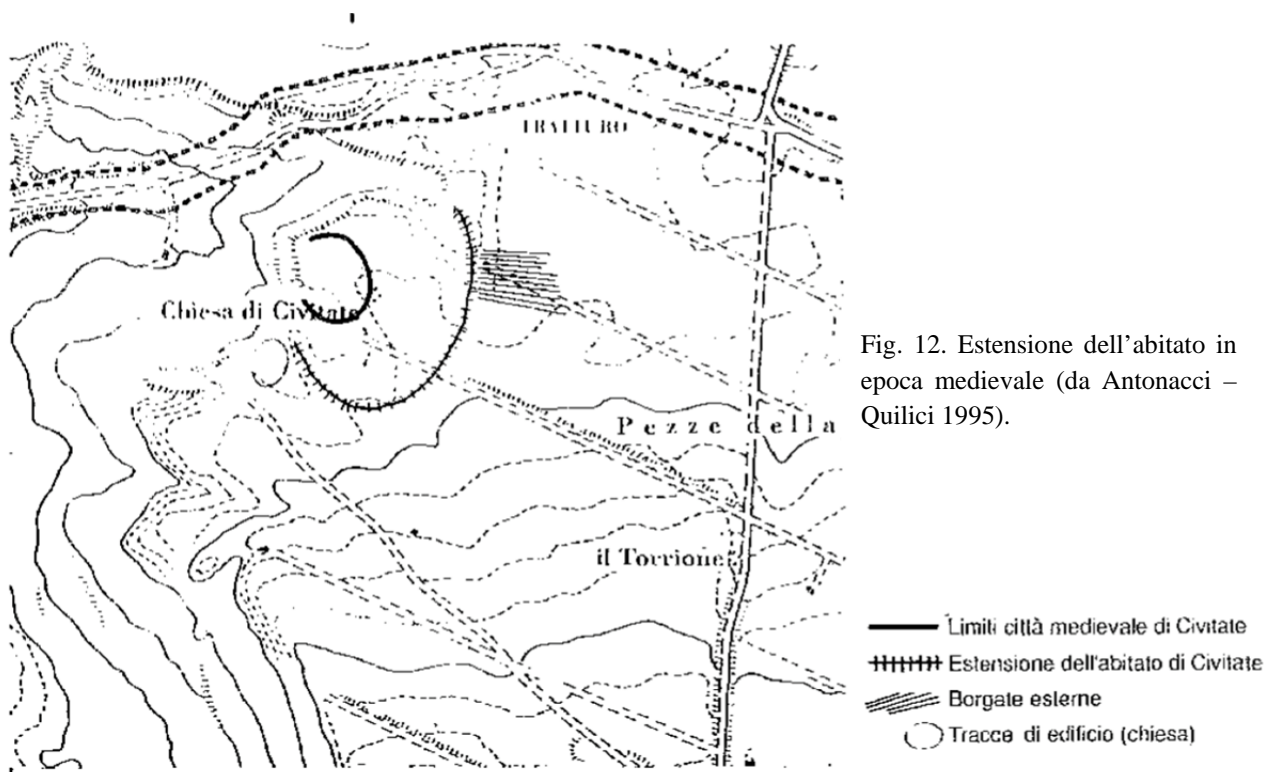 TRATTURO
Chiesa di Civitate
Pezze della
il Torrione
Fig. 12. Estensione dell’abitato in
epoca medievale (da Antonacci –
Quilici 1995).
Limiti città medievale di Civitate
Estensione dell'abitato di Civitate
Borgate esterne
Tracce di edificio (chiesa)